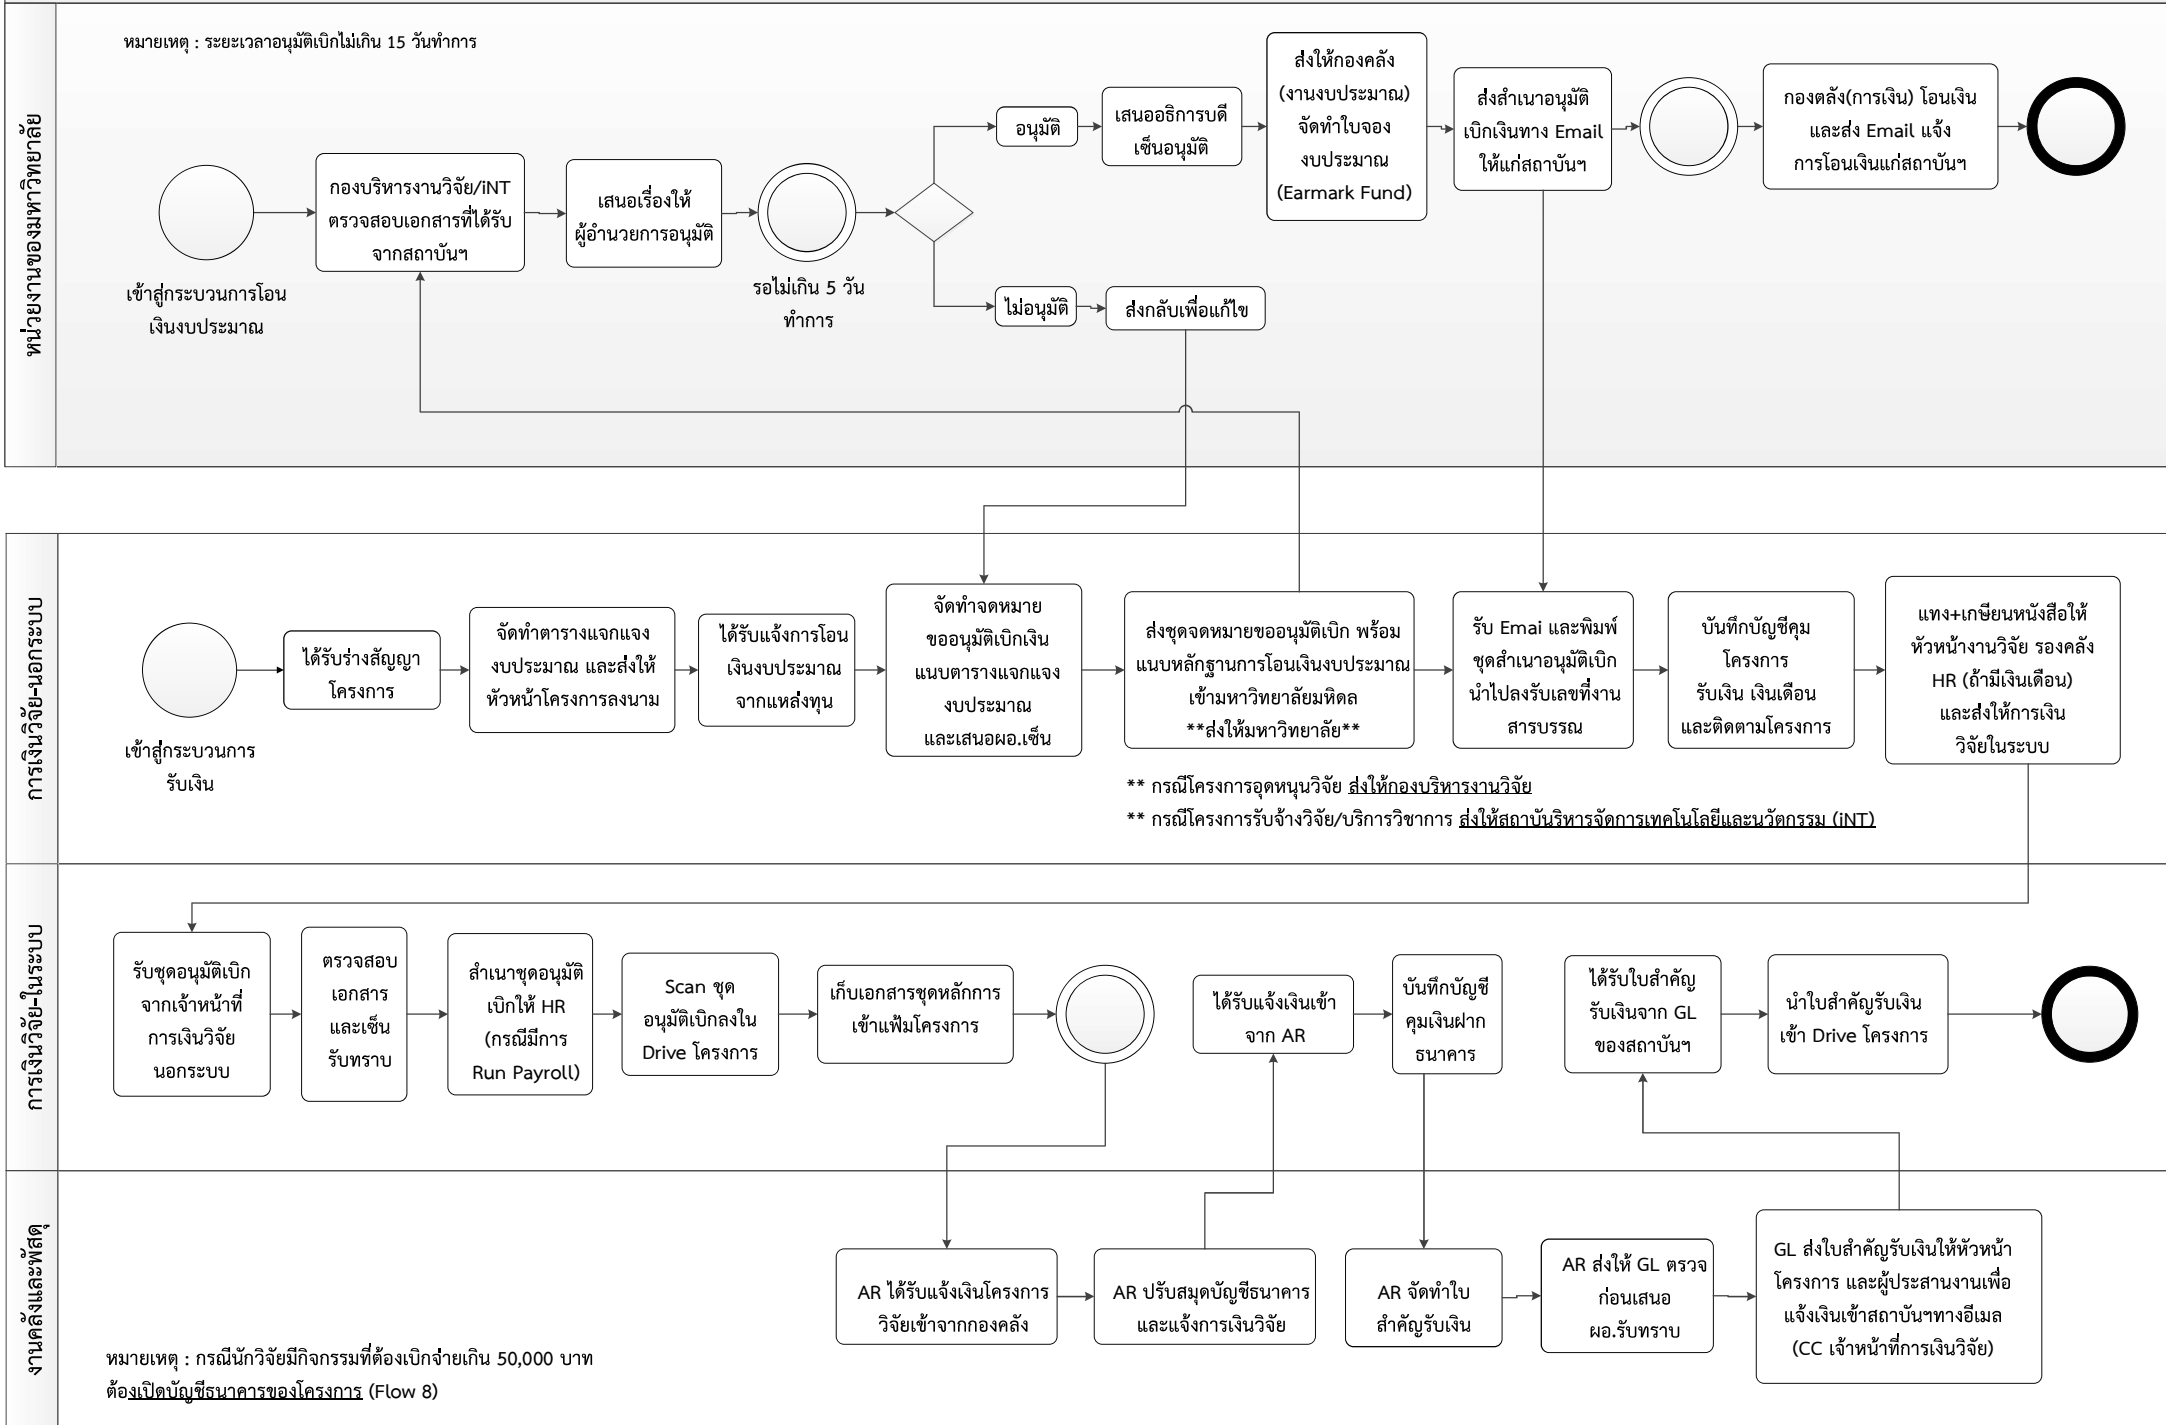 หมายเหตุ : ระยะเวลาอนุมัติเบิกไม่เกิน 15 วันทำการ
หน่วยงานของมหาวิทยาลัย
เข้าสู่กระบวนการโอน
เงินงบประมาณ
กองบริหารงานวิจัย/iNT
ตรวจสอบเอกสารที่ได้รับ
จากสถาบันฯ
เสนอเรื่องให้
ผู้อำนวยการอนุมัติ
รอไม่เกิน 5 วัน
ทำการ
อนุมัติ
เสนออธิการบดี
เซ็นอนุมัติ
ส่งให้กองคลัง
(งานงบประมาณ)
จัดทำใบจอง
งบประมาณ
(Earmark Fund)
ส่งสำเนาอนุมัติ
เบิกเงินทาง Email
ให้แก่สถาบันฯ
กองตลัง(การเงิน) โอนเงิน
และส่ง Email แจ้ง
การโอนเงินแก่สถาบันฯ
ไม่อนุมัติ
ส่งกลับเพื่อแก้ไข
การเงินวิจัย-นอกระบบ
เข้าสู่กระบวนการ
รับเงิน
ได้รับร่างสัญญา
โครงการ
จัดทำตารางแจกแจง
งบประมาณ และส่งให้
หัวหน้าโครงการลงนาม
ได้รับแจ้งการโอน
เงินงบประมาณ
จากแหล่งทุน
จัดทำจดหมาย
ขออนุมัติเบิกเงิน
แนบตารางแจกแจง
งบประมาณ
และเสนอผอ.เซ็น
ส่งชุดจดหมายขออนุมัติเบิก พร้อม
แนบหลักฐานการโอนเงินงบประมาณ
เข้ามหาวิทยาลัยมหิดล
**ส่งให้มหาวิทยาลัย**
รับ Emai และพิมพ์
ชุดสำเนาอนุมัติเบิก
นำไปลงรับเลขที่งาน
สารบรรณ
บันทึกบัญชีคุม
โครงการ
รับเงิน เงินเดือน
และติดตามโครงการ
แทง+เกษียนหนังสือให้
หัวหน้างานวิจัย รองคลัง
HR (ถ้ามีเงินเดือน)
และส่งให้การเงิน
วิจัยในระบบ
** กรณีโครงการอุดหนุนวิจัย ส่งให้กองบริหารงานวิจัย
** กรณีโครงการรับจ้างวิจัย/บริการวิชาการ ส่งให้สถาบันริหารจัดการเทคโนโลยีและนวัตกรรม (iNT)
การเงินวิจัย-ในระบบ
รับชุดอนุมัติเบิก
จากเจ้าหน้าที่
การเงินวิจัย
นอกระบบ
ตรวจสอบ
เอกสาร
และเซ็น
รับทราบ
สำเนาชุดอนุมัติ
เบิกให้ HR
(กรณีมีการ
Run Payroll)
Scan ชุด
อนุมัติเบิกลงใน
Drive โครงการ
เก็บเอกสารชุดหลักการ
เข้าแฟ้มโครงการ
ได้รับแจ้งเงินเข้า
จาก AR
บันทึกบัญชี
คุมเงินฝาก
ธนาคาร
ได้รับใบสำคัญ
รับเงินจาก GL
ของสถาบันฯ
นำใบสำคัญรับเงิน
เข้า Drive โครงการ
งานคลังและพัสดุ
AR ได้รับแจ้งเงินโครงการ
วิจัยเข้าจากกองคลัง
AR ปรับสมุดบัญชีธนาคาร
และแจ้งการเงินวิจัย
AR จัดทำใบ
สำคัญรับเงิน
AR ส่งให้ GL ตรวจ
ก่อนเสนอ
ผอ.รับทราบ
GL ส่งใบสำคัญรับเงินให้หัวหน้า
โครงการ และผู้ประสานงานเพื่อ
แจ้งเงินเข้าสถาบันฯทางอีเมล
(CC เจ้าหน้าที่การเงินวิจัย)
หมายเหตุ : กรณีนักวิจัยมีกิจกรรมที่ต้องเบิกจ่ายเกิน 50,000 บาท
ต้องเปิดบัญชีธนาคารของโครงการ (Flow 8)